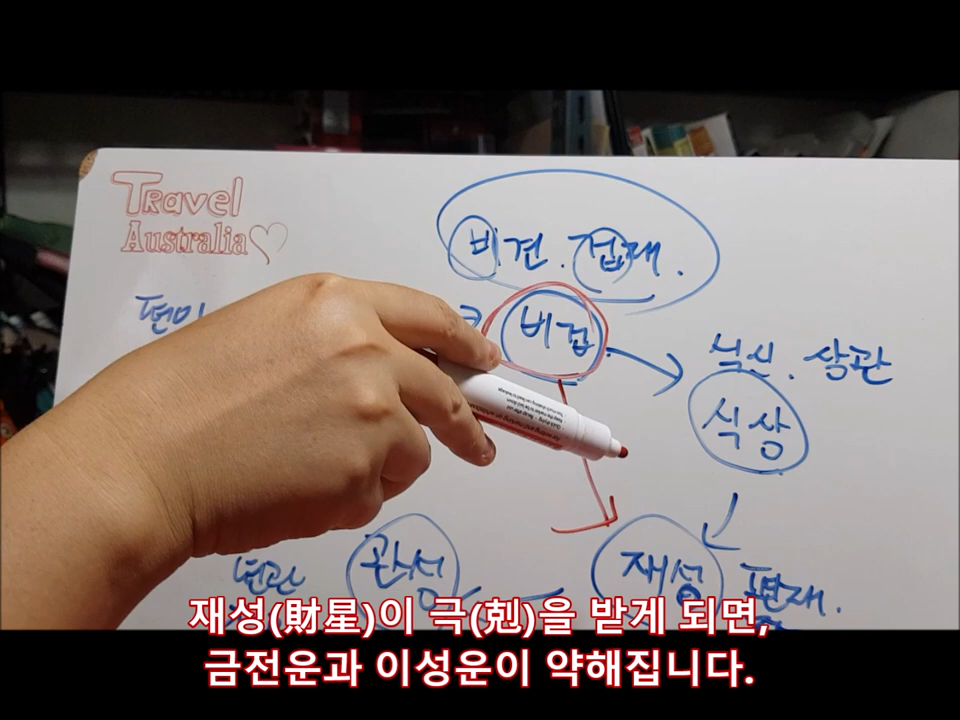 Travel
Australia
비견. 접재.
비겁
식신. 상관
식상
관성
재성
편재.
재성(財星)이 극(剋)을 받게 되면,
금전운과 이성운이 약해집니다.